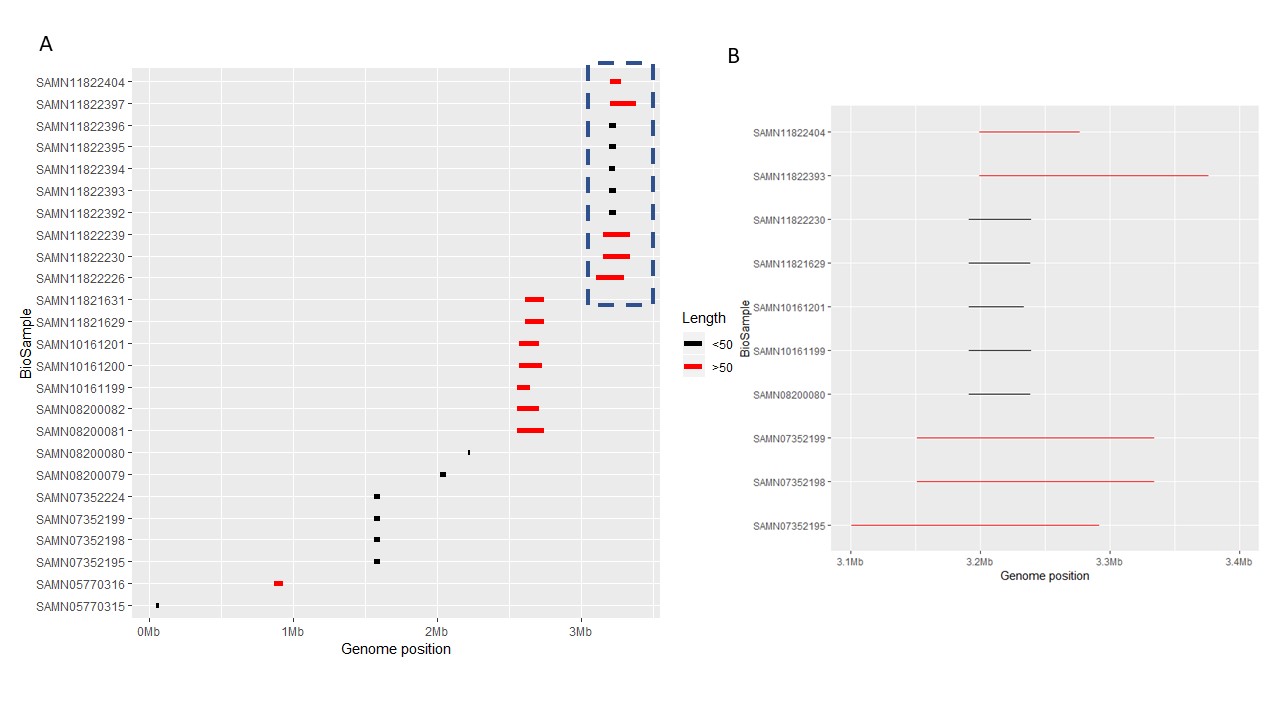 A
SAMN11822404
SAMN11822397
SAMN11822396
SAMN11822395
SAMN11822394
SAMN11822393
SAMN11822392
SAMN11822239
SAMN11822230
SAMN11822226
SAMN11821631
SAMN11821629
SAMN10161201
SAMN10161200
SAMN10161199
SAMN08200082
SAMN08200081
SAMN08200080
SAMN08200079
SAMN07352224
SAMN07352199
SAMN07352198
SAMN07352195
SAMN05770316
SAMN05770315
BioSample
0Mb 1Mb 2Mb 3Mb
Genome position
Length
<50
>50
B
SAMN11822404
SAMN11822393
SAMN11822230
SAMN11821629
SAMN10161201
SAMN10161199
SAMN08200080
SAMN07352199
SAMN07352198
SAMN07352195
BioSample
3.1Mb 3.2Mb 3.3Mb 3.4Mb
Genome position